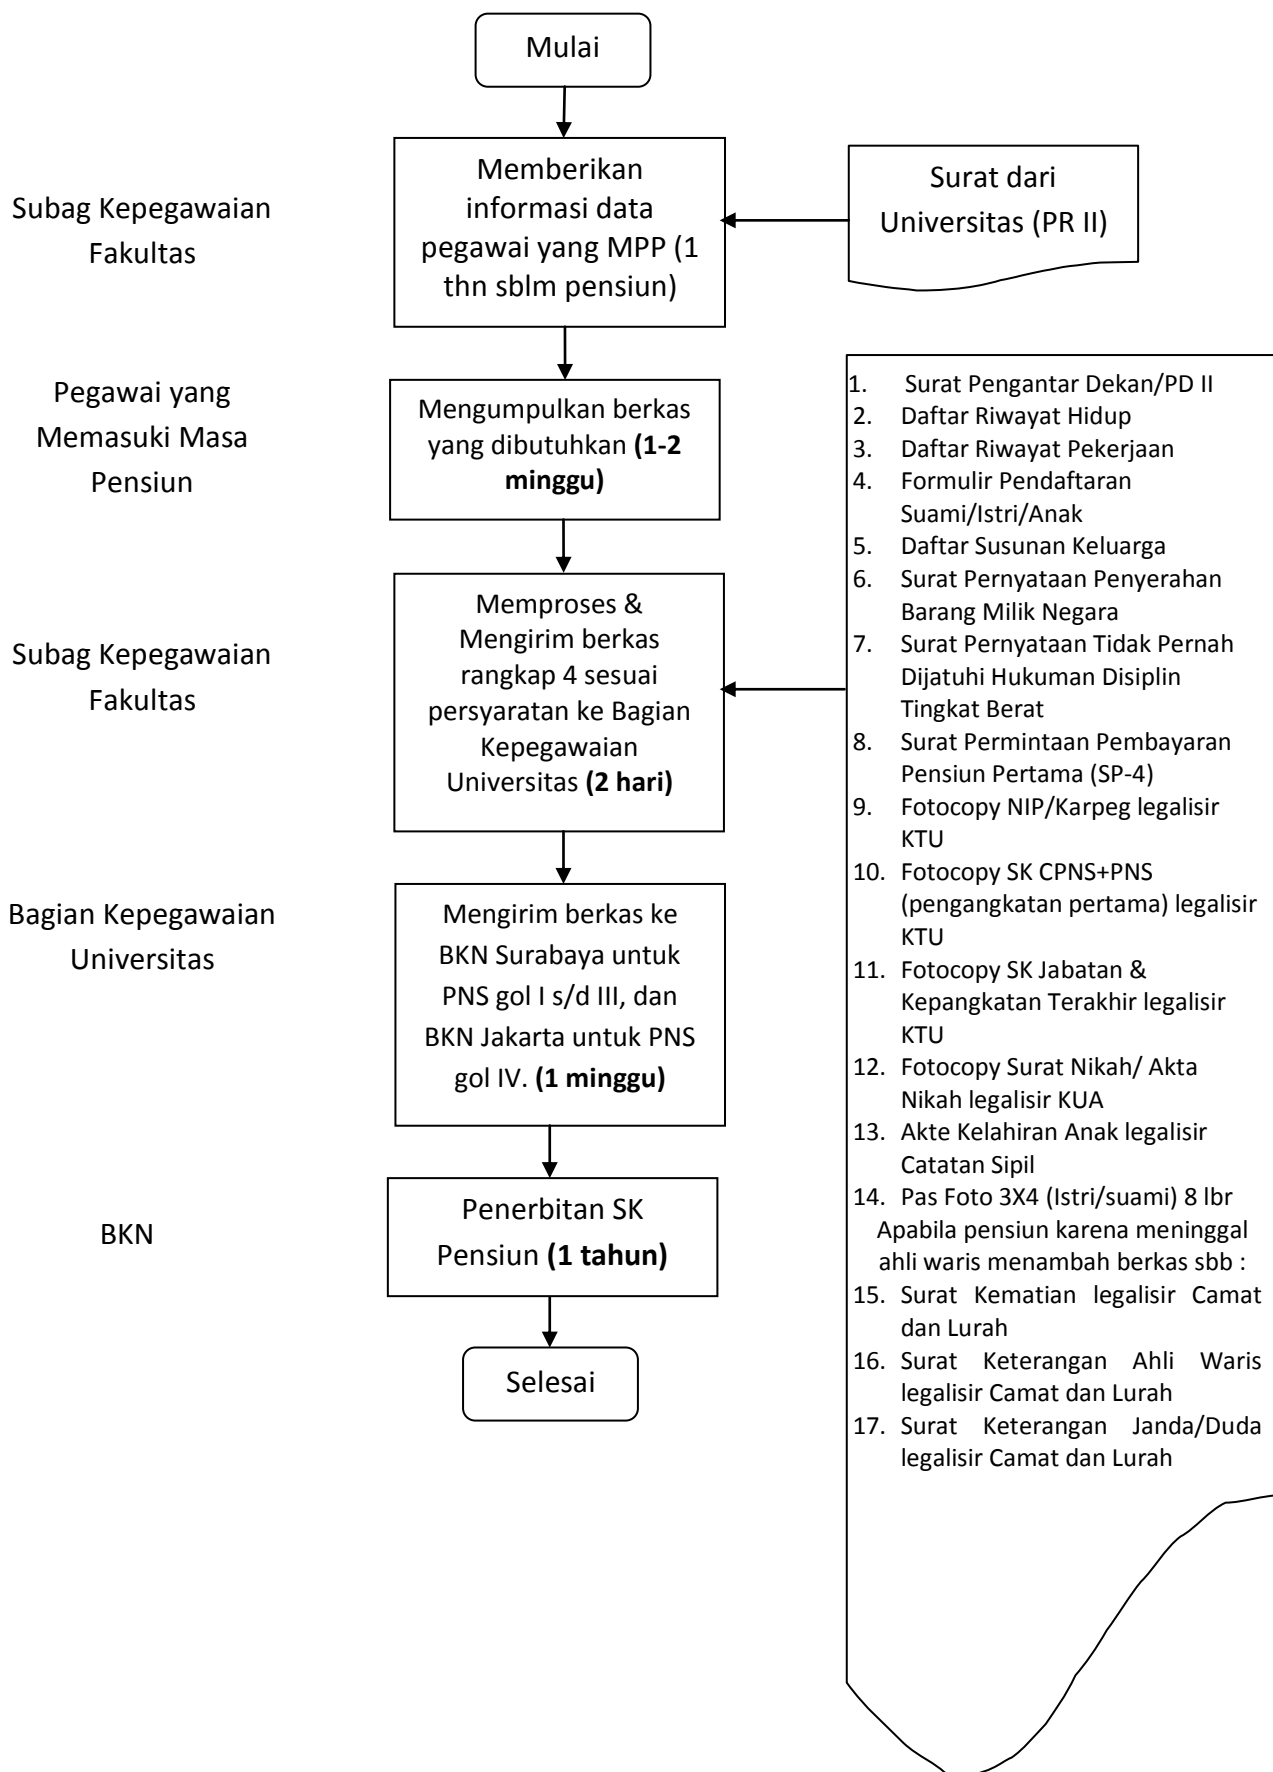 Mulai
Subag Kepegawaian
Fakultas
Memberikan
informasi data
pegawai yang MPP (1
thn sblm pensiun)
Surat dari
Universitas (PR II)
Pegawai yang
Memasuki Masa
Pensiun
Mengumpulkan berkas
yang dibutuhkan (1-2
minggu)
Subag Kepegawaian
Fakultas
Memproses &
Mengirim berkas
rangkap 4 sesuai
persyaratan ke Bagian
Kepegawaian
Universitas (2 hari)
Bagian Kepegawaian
Universitas
Mengirim berkas ke
BKN Surabaya untuk
PNS gol I s/d III, dan
BKN Jakarta untuk PNS
gol IV. (1 minggu)
BKN
Penerbitan SK
Pensiun (1 tahun)
Selesai
1. Surat Pengantar Dekan/PD II
2. Daftar Riwayat Hidup
3. Daftar Riwayat Pekerjaan
4. Formulir Pendaftaran
Suami/Istri/Anak
5. Daftar Susunan Keluarga
6. Surat Pernyataan Penyerahan
Barang Milik Negara
7. Surat Pernyataan Tidak Pernah
Dijatuhi Hukuman Disiplin
Tingkat Berat
8. Surat Permintaan Pembayaran
Pensiun Pertama (SP-4)
9. Fotocopy NIP/Karpeg legalisir
KTU
10. Fotocopy SK CPNS+PNS
(pengangkatan pertama) legalisir
KTU
11. Fotocopy SK Jabatan &
Kepangkatan Terakhir legalisir
KTU
12. Fotocopy Surat Nikah/ Akta
Nikah legalisir KUA
13. Akte Kelahiran Anak legalisir
Catatan Sipil
14. Pas Foto 3X4 (Istri/suami) 8 lbr
Apabila pensiun karena meninggal
ahli waris menambah berkas sbb :
15. Surat Kematian legalisir Camat
dan Lurah
16. Surat Keterangan Ahli Waris
legalisir Camat dan Lurah
17. Surat Keterangan Janda/Duda
legalisir Camat dan Lurah